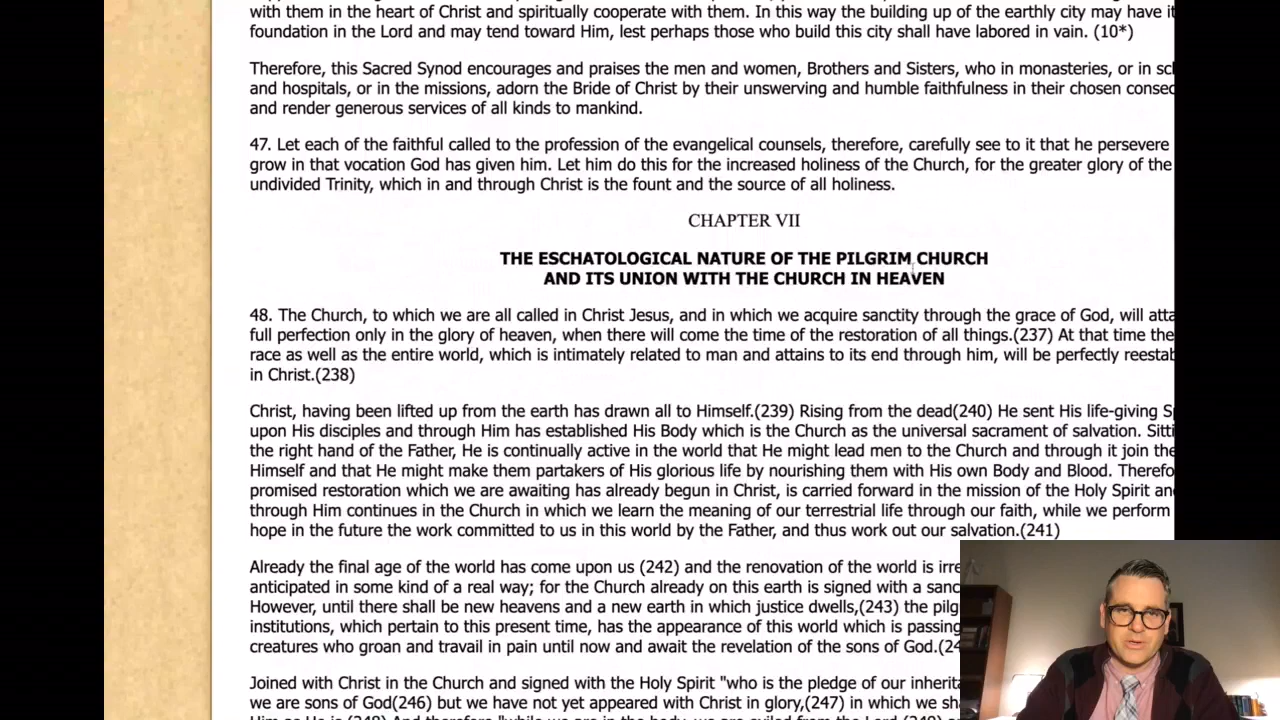 with them in the heart of Christ and spiritually cooperate with them. In this way the building up of the earthly city may have it
foundation in the Lord and may tend toward Him, lest perhaps those who build this city shall have labored in vain. (10*)
Therefore, this Sacred Synod encourages and praises the men and women, Brothers and Sisters, who in monasteries, or in
and hospitals, or in the missions, adorn the Bride of Christ by their unswerving and humble faithfulness in their chosen
and render generous services of all kinds to mankind.
47. Let each of the faithful called to the profession of the evangelical counsels, therefore, carefully see to it that he persevere
grow in that vocation God has given him. Let him do this for the increased holiness of the Church, for the greater glory of the
undivided Trinity, which in and through Christ is the fount and the source of all holiness.
CHAPTER VII
THE ESCHATOLOGICAL NATURE OF THE PILGRIM CHURCH
AND ITS UNION WITH THE CHURCH IN HEAVEN
48. The Church, to which we are all called in Christ Jesus, and in which we acquire sanctity through the grace of God, will
full perfection only in the glory of heaven, when there will come the time of the restoration of all things.(237) At that time the
race as well as the entire world, which is intimately related to man and attains to its end through him, will be perfectly
in Christ.(238)
Christ, having been lifted up from the earth has drawn all to Himself.(239) Rising from the dead(240) He sent His life-giving
upon His disciples and through Him has established His Body which is the Church as the universal sacrament of salvation.
the right hand of the Father, He is continually active in the world that He might lead men to the Church and through it join the
Himself and that He might make them partakers of His glorious life by nourishing them with His own Body and Blood.
promised restoration which we are awaiting has already begun in Christ, is carried forward in the mission of the Holy Spirit
through Him continues in the Church in which we learn the meaning of our terrestrial life through our faith, while we perform
hope in the future the work committed to us in this world by the Father, and thus work out our salvation.(241)
Already the final age of the world has come upon us (242) and the renovation of the world is
anticipated in some kind of a real way; for the Church already on this earth is signed with a
However, until there shall be new heavens and a new earth in which justice dwells,(243) the
institutions, which pertain to this present time, has the appearance of this world which is passing
creatures who groan and travail in pain until now and await the revelation of the sons of God.
Joined with Christ in the Church and signed with the Holy Spirit "who is the pledge of our
we are sons of God(246) but we have not yet appeared with Christ in glory,(247) in which we